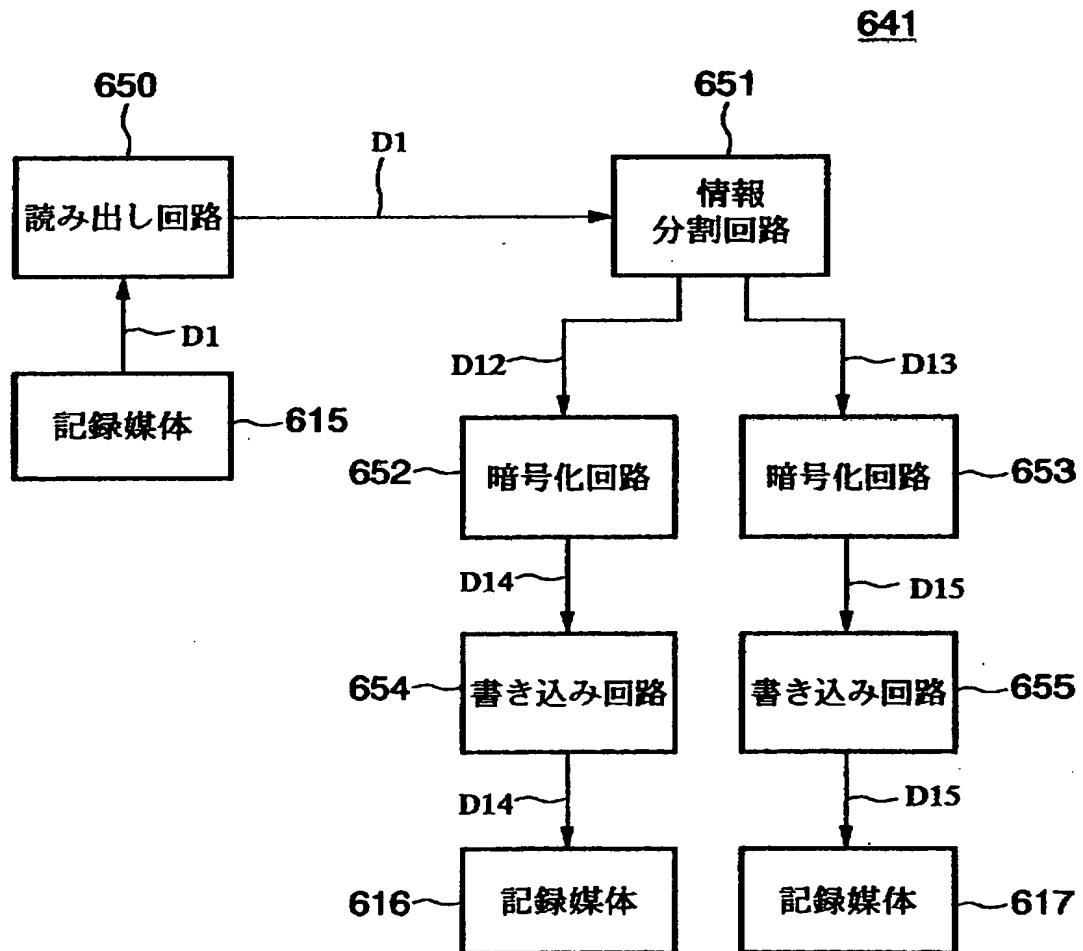 641
650
651
D1
読み出し回路
情報
分割回路
D1
D12
D13
記録媒体
615
652
暗号化回路
暗号化回路
653
D14
D15
654
書き込み回路
書き込み回路
655
D14
D15
616
記録媒体
記録媒体
617